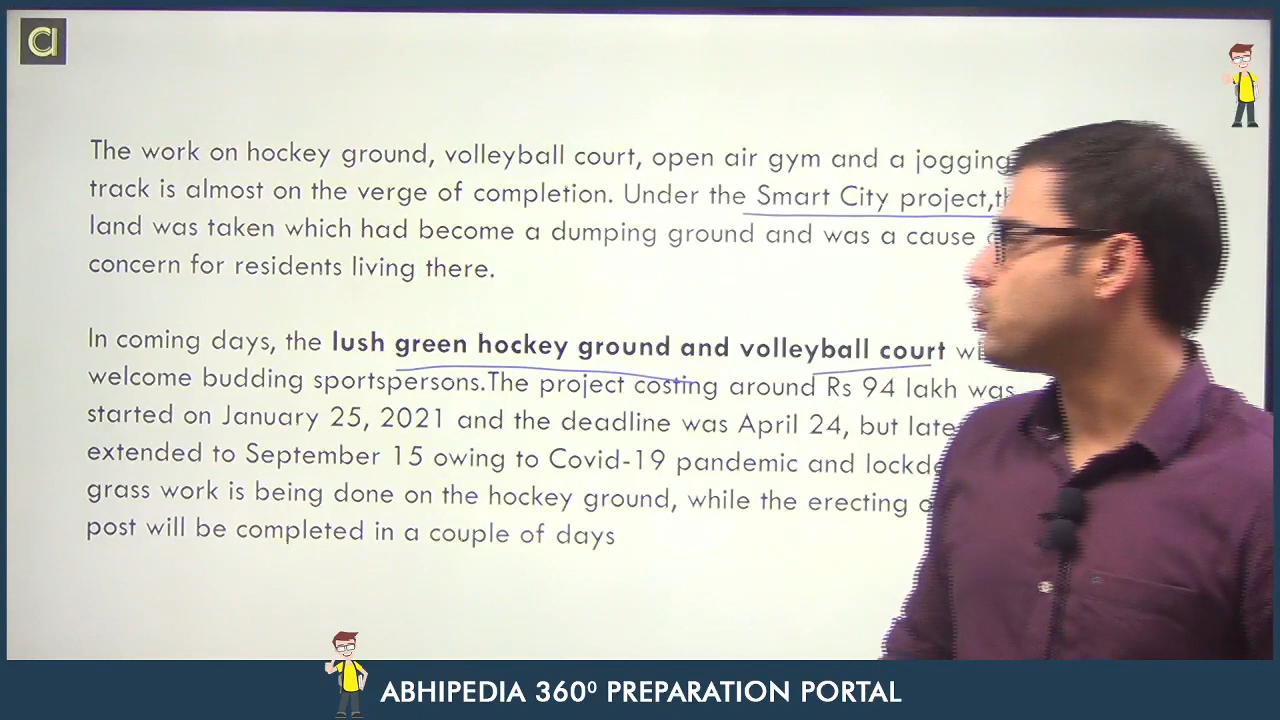 a
The work on hockey ground, volleyball court, open air gym and a jogging
track is almost on the verge of completion. Under the Smart City project,
land was taken which had become a dumping ground and was a cause
concern for residents living there.
In coming days, the lush green hockey ground and volleyball court
welcome budding sportspersons.The project costing around Rs 94 lakh was
started on January 25, 2021 and the deadline was April 24, but
extended to September 15 owing to Covid-19 pandemic and
grass work is being done on the hockey ground, while the erecting
post will be completed in a couple of days
ABHIPEDIA 360⁰ PREPARATION PORTAL